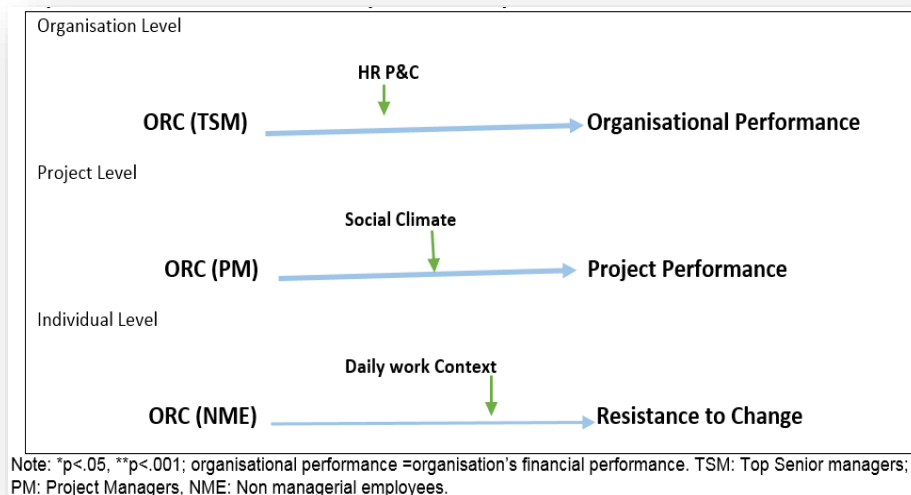 Organisation Level
HR P&C
ORC (TSM)
Organisational Performance
Project Level
Social Climate
ORC (PM)
Project Performance
Individual Level
Daily work Context
ORC (NME)
Resistance to Change
Note: *p<.05, **p<.001; organisational performance =organisation's financial performance. TSM: Top Senior managers;
PM: Project Managers, NME: Non managerial employees.